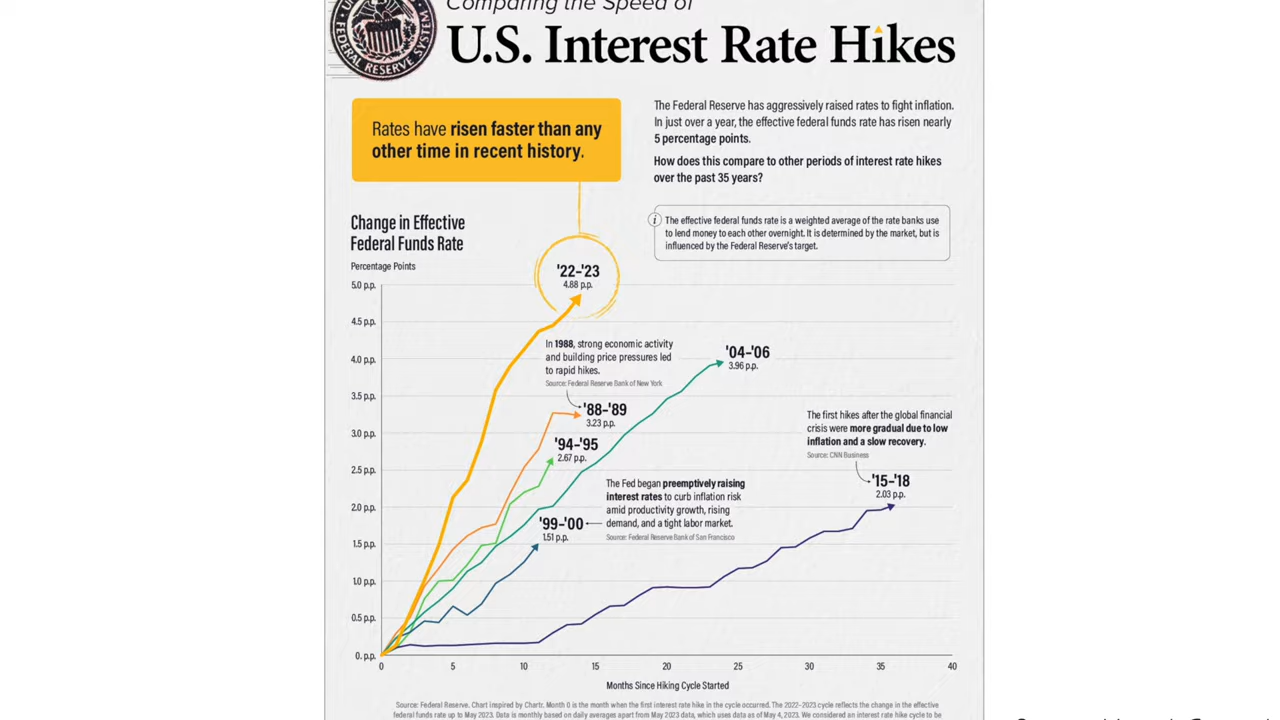 Comparing the Speed of
U.S. Interest Rate Hikes
FEDERAL RESERVE SYSTEM
Rates have risen faster than any
other time in recent history.
The Federal Reserve has aggressively raised rates to fight inflation.
In just over a year, the effective federal funds rate has risen nearly
5 percentage points.
How does this compare to other periods of interest rate hikes
over the past 35 years?
i
The effective federal funds rate is a weighted average of the rate banks use
to lend money to each other overnight. It is determined by the market, but is
influenced by the Federal Reserve's target.
Change in Effective
Federal Funds Rate
Percentage Points
5.0 p.p.
4.5 p.p.
4.0 p.p.
3.5 p.p.
3.0 p.p.
2.5 p.p.
2.0 p.p.
1.5 p.p.
1.0 p.p.
0.5 p.p.
0. p.p.
'22-'23
4.88 p.p.
In 1988, strong economic activity
and building price pressures led
to rapid hikes.
Source: Federal Reserve Bank of New York
'04-'06
3.96 p.p.
'88-'89
3.23 p.p.
'94-'95
2.67 p.p.
The first hikes after the global financial
crisis were more gradual due to low
inflation and a slow recovery.
Source: CNN Business
'15-'18
2.03 p.p.
The Fed began preemptively raising
interest rates to curb inflation risk
amid productivity growth, rising
demand, and a tight labor market.
Source: Federal Reserve Bank of San Francisco
'99-'00
1.51 p.p.
0 5 10 15 20 25 30 35 40
Months Since Hiking Cycle Started
Source: Federal Reserve. Chart inspired by Chartr. Month 0 is the month when the first interest rate hike in the cycle occurred. The 2022-2023 cycle reflects the change in the effective
federal funds rate up to May 2023. Data is monthly based on daily averages apart from May 2023 data, which uses data as of May 4, 2023. We considered an interest rate hike cycle to be